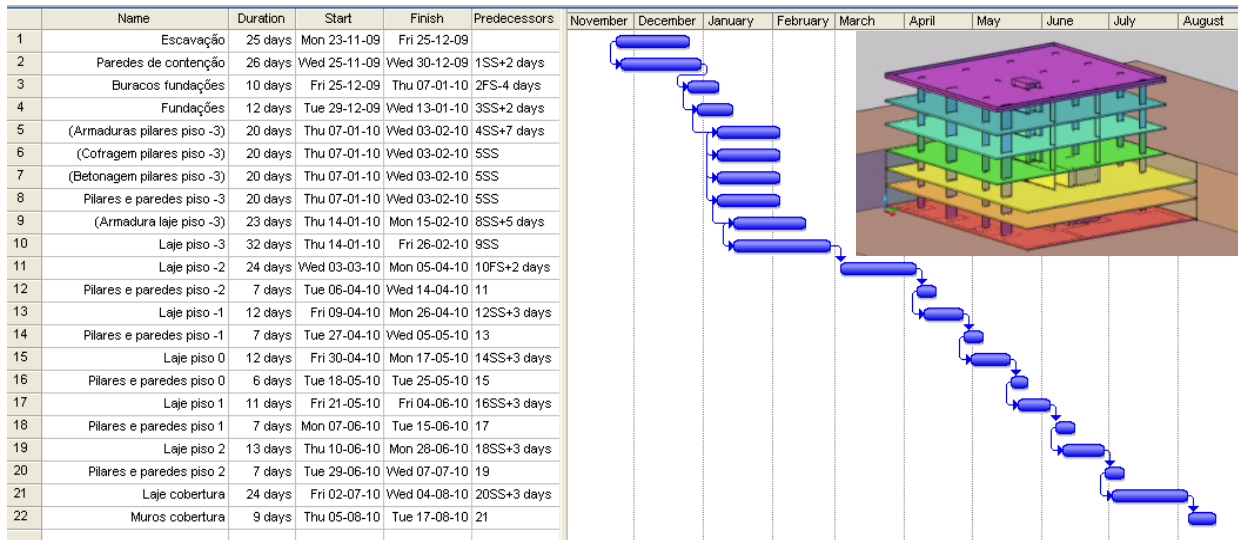 Name Duration Start Finish Predecessors November December January February March April May June July August
1 Escavação 25 days Mon 23-11-09 Fri 25-12-09
2 Paredes de contenção 26 days Wed 25-11-09 Wed 30-12-09 1SS+2 days
3 Buracos fundações 10 days Fri 25-12-09 Thu 07-01-10 2FS-4 days
4 Fundações 12 days Tue 29-12-09 Wed 13-01-10 3SS+2 days
5 (Armaduras pilares piso -3) 20 days Thu 07-01-10 Wed 03-02-10 4SS+7 days
6 (Cofragem pilares piso -3) 20 days Thu 07-01-10 Wed 03-02-10 5SS
7 (Betonagem pilares piso -3) 20 days Thu 07-01-10 Wed 03-02-10 5SS
8 Pilares e paredes piso -3 20 days Thu 07-01-10 Wed 03-02-10 5SS
9 (Armadura laje piso -3) 23 days Thu 14-01-10 Mon 15-02-10 8SS+5 days
10 Laje piso -3 32 days Thu 14-01-10 Fri 26-02-10 9SS
11 Laje piso -2 24 days Wed 03-03-10 Mon 05-04-10 10FS+2 days
12 Pilares e paredes piso -2 7 days Tue 06-04-10 Wed 14-04-10 11
13 Laje piso -1 12 days Fri 09-04-10 Mon 26-04-10 12SS+3 days
14 Pilares e paredes piso -1 7 days Tue 27-04-10 Wed 05-05-10 13
15 Laje piso 0 12 days Fri 30-04-10 Mon 17-05-10 14SS+3 days
16 Pilares e paredes piso 0 6 days Tue 18-05-10 Tue 25-05-10 15
17 Laje piso 1 11 days Fri 21-05-10 Fri 04-06-10 16SS+3 days
18 Pilares e paredes piso 1 7 days Mon 07-06-10 Tue 15-06-10 17
19 Laje piso 2 13 days Thu 10-06-10 Mon 28-06-10 18SS+3 days
20 Pilares e paredes piso 2 7 days Tue 29-06-10 Wed 07-07-10 19
21 Laje cobertura 24 days Fri 02-07-10 Wed 04-08-10 20SS+3 days
22 Muros cobertura 9 days Thu 05-08-10 Tue 17-08-10 21